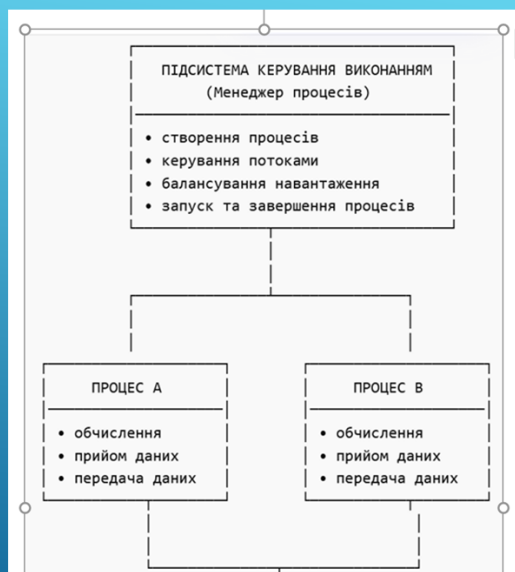 ПІДСИСТЕМА КЕРУВАННЯ ВИКОНАННЯМ
(Менеджер процесів)
• створення процесів
• керування потоками
• балансування навантаження
• запуск та завершення процесів
ПРОЦЕС А
• обчислення
• прийом даних
• передача даних
ПРОЦЕС В
• обчислення
• прийом даних
• передача даних